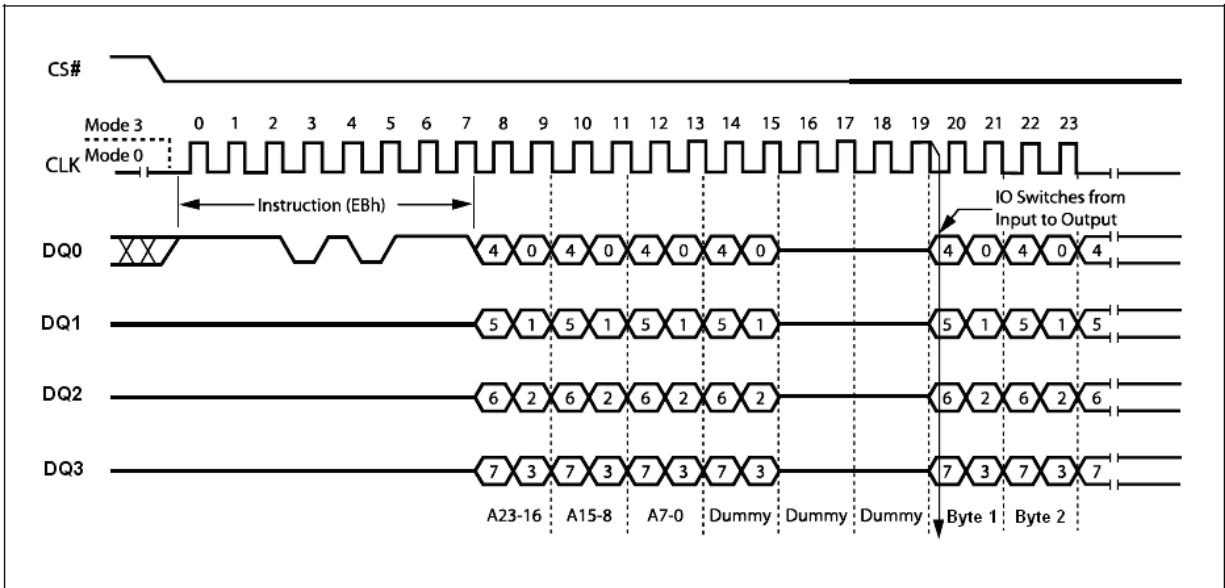 CS#
Mode 3
0 1 2 3 4 5 6 7 8 9 10 11 12 13 14 15 16 17 18 19 20 21 22 23
CLK
Mode 0
Instruction (EBh)
IO Switches from
Input to Output
DQ0
4 0 4 0 4 0 4 0 4 0 4 0 4
DQ1
5 1 5 1 5 1 5 1 5 1 5 1 5
DQ2
6 2 6 2 6 2 6 2 6 2 6 2 6
DQ3
7 3 7 3 7 3 7 3 7 3 7 3 7
A23-16 A15-8 A7-0 Dummy Dummy Dummy Byte 1 Byte 2